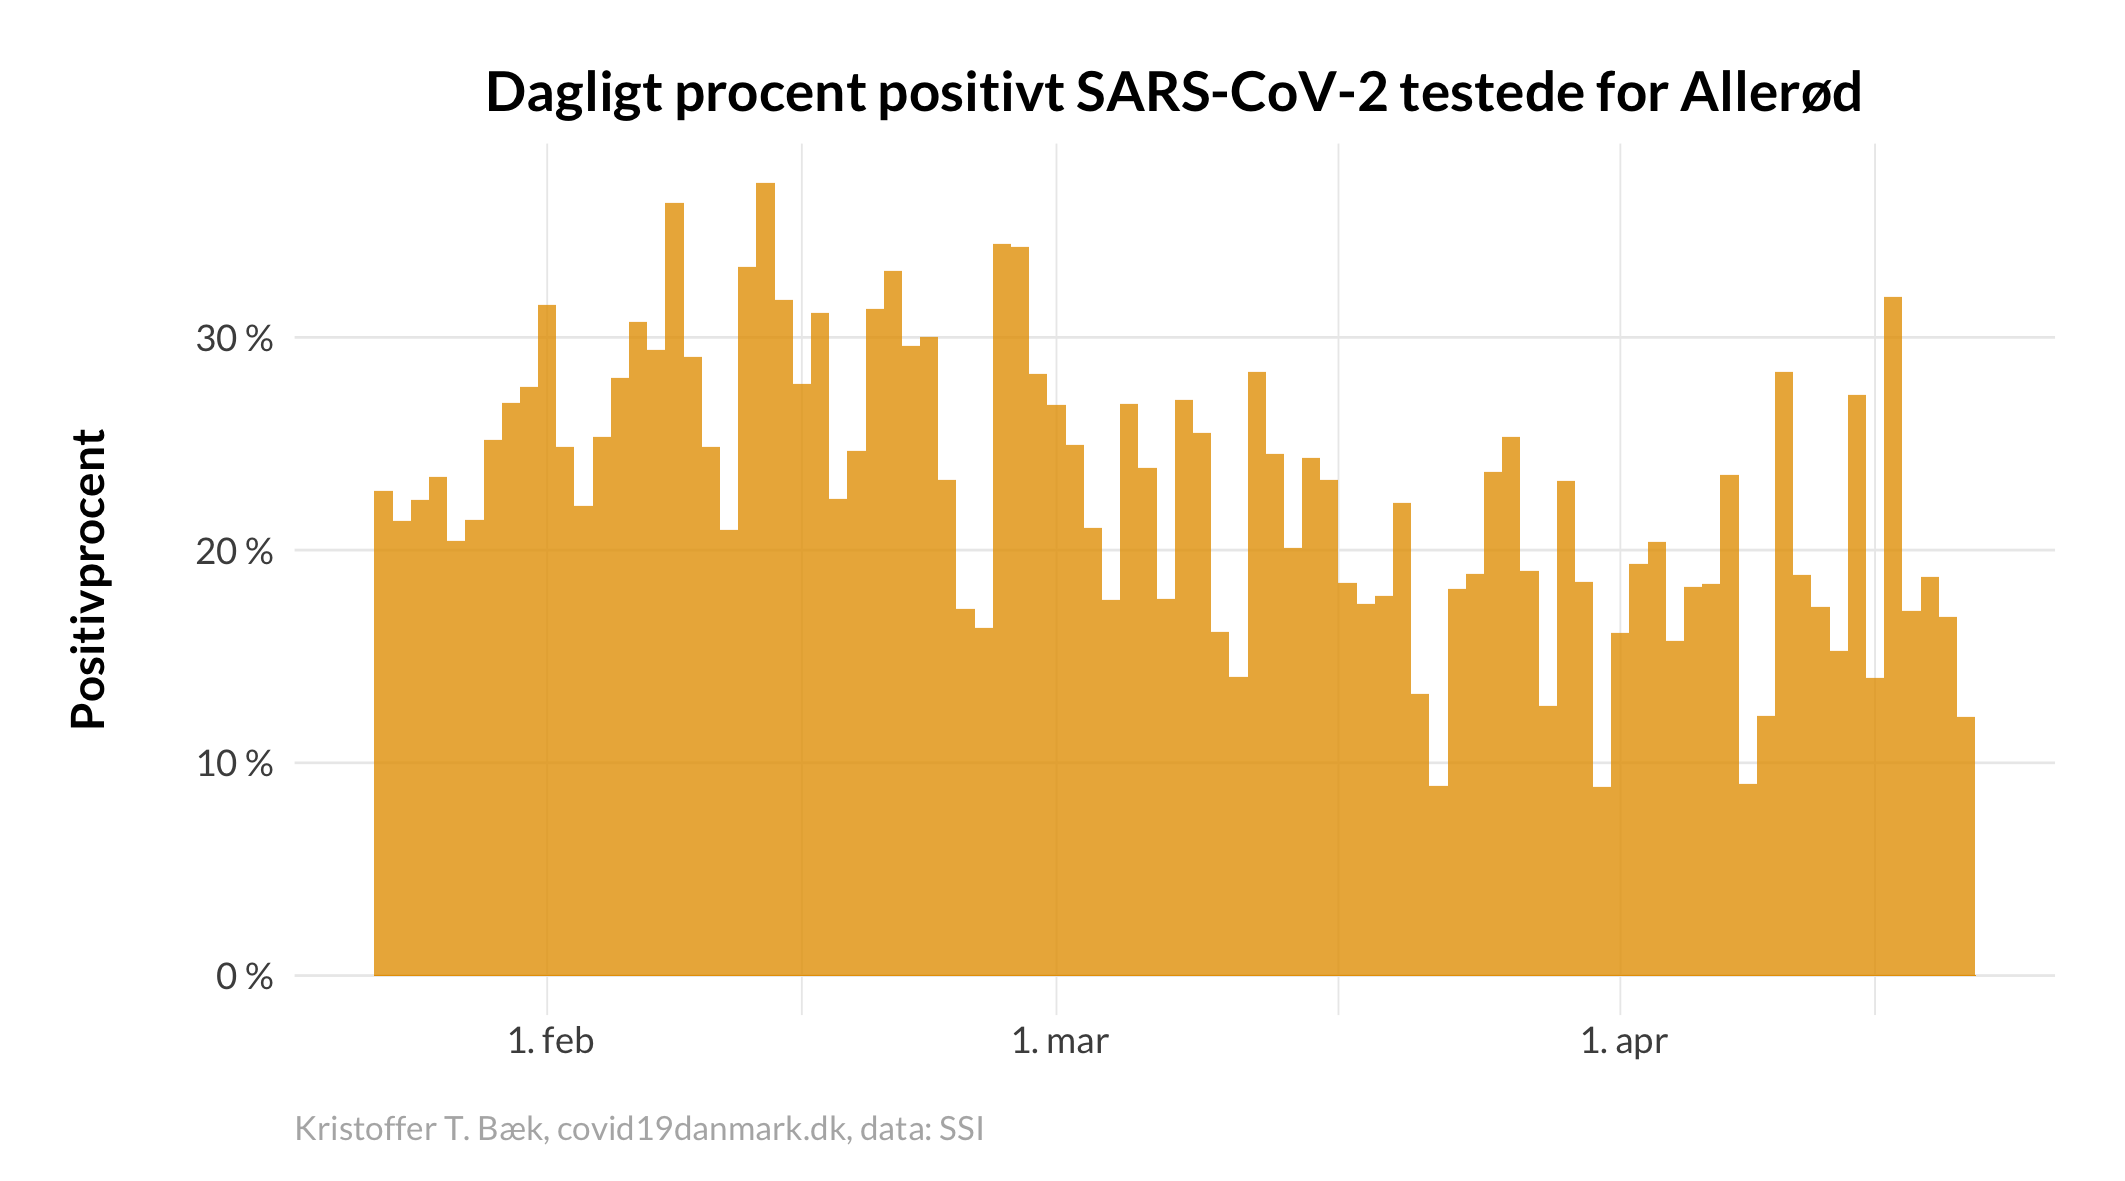 Dagligt procent positivt SARS-CoV-2 testede for Allerød
Positivprocent
30 %
20 %
10 %
0 %
1. feb
1. mar
1. apr
Kristoffer T. Bæk, covid19danmark.dk, data: SSI